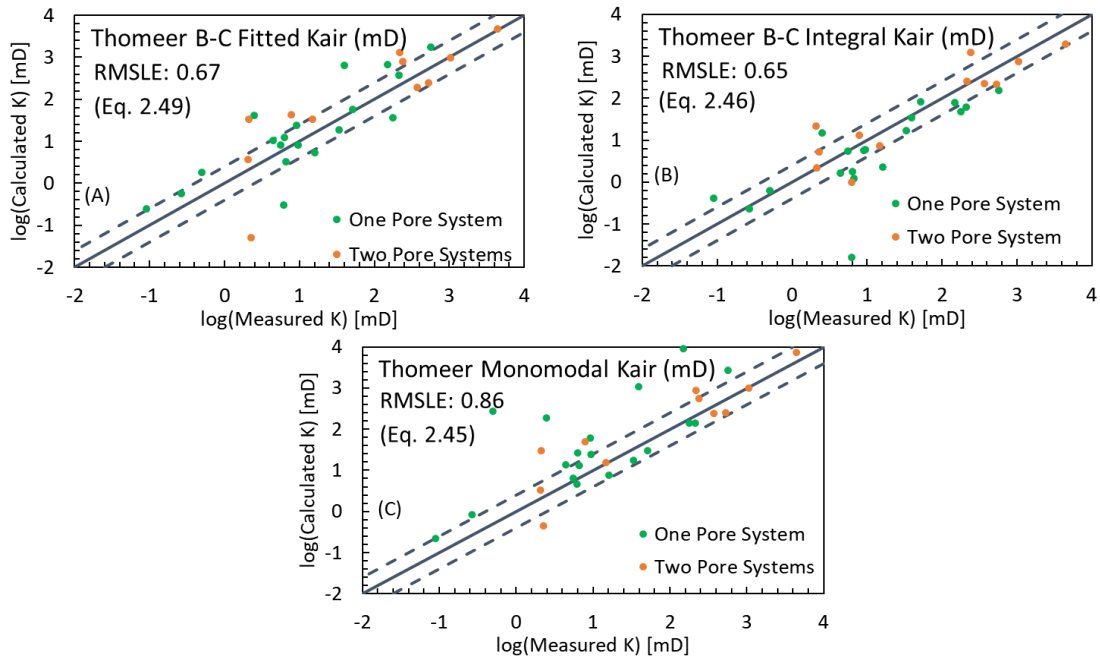 Thomeer B-C Fitted Kair (mD)
RMSLE: 0.67
(Eq. 2.49)
(A)
One Pore System
Two Pore Systems
log(Calculated K) [mD]
4
3
2
1
0
-1
-2
-2 -1 0 1 2 3 4
log(Measured K) [mD]
Thomeer B-C Integral Kair (mD)
RMSLE: 0.65
(Eq. 2.46)
(B)
One Pore System
Two Pore System
log(Calculated K) [mD]
4
3
2
1
0
-1
-2
-2 -1 0 1 2 3 4
log(Measured K) [mD]
Thomeer Monomodal Kair (mD)
RMSLE: 0.86
(Eq. 2.45)
(C)
One Pore System
Two Pore Systems
log(Calculated K) [mD]
4
3
2
1
0
-1
-2
-2 -1 0 1 2 3 4
log(Measured K) [mD]